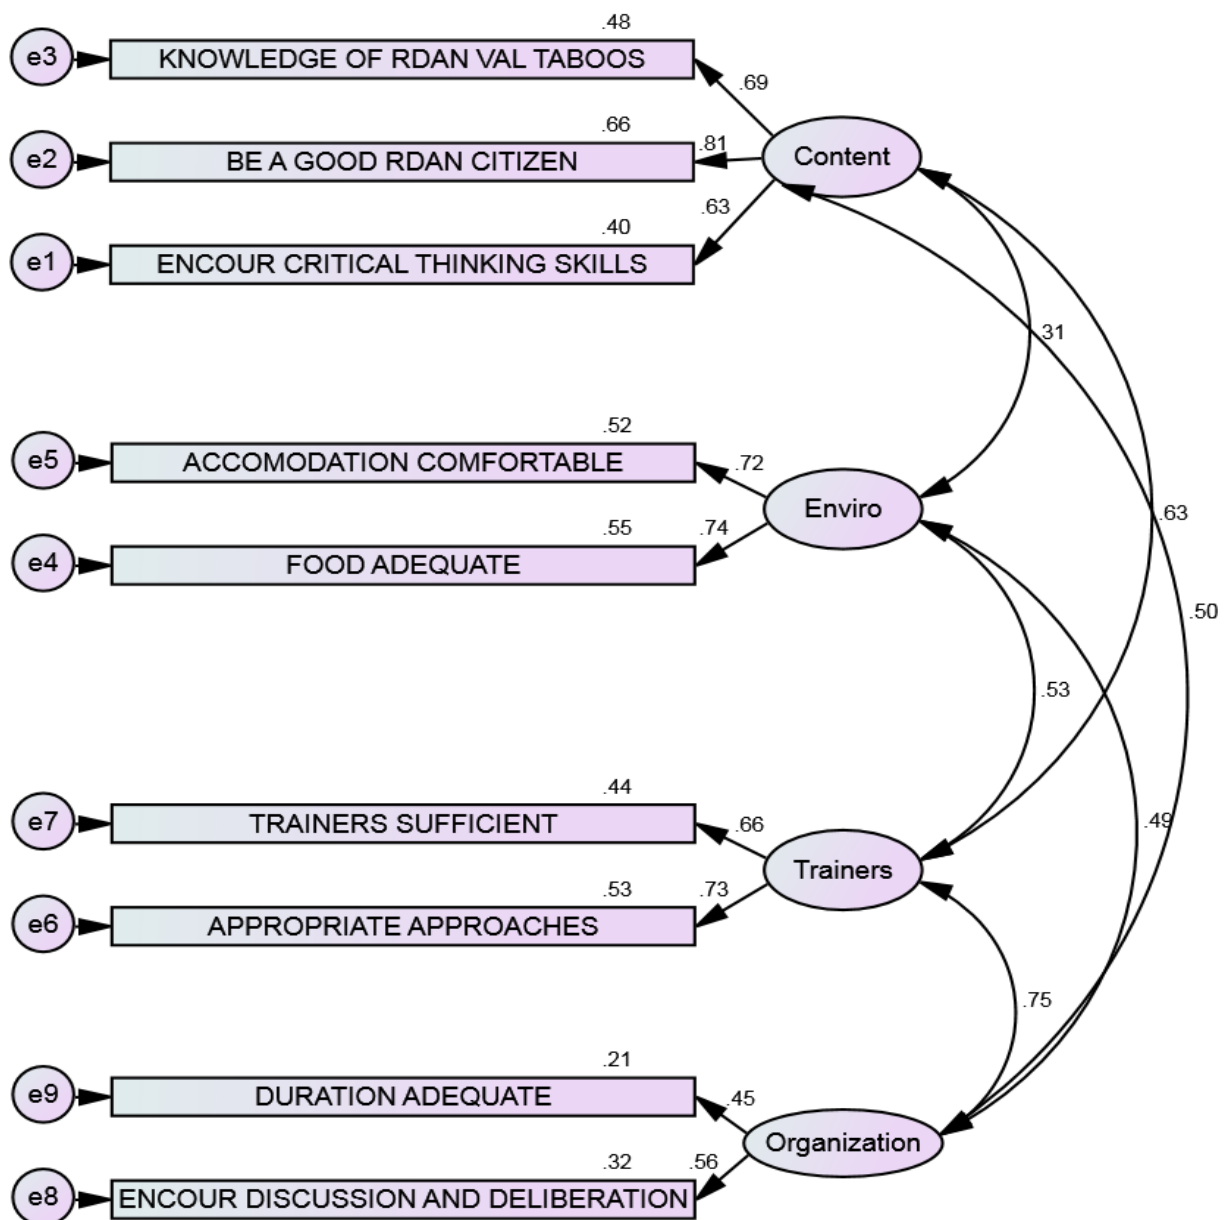 .48
e3 KNOWLEDGE OF RDAN VAL TABOOS
.69
.66
e2 BE A GOOD RDAN CITIZEN
.81
Content
.63
.40
e1 ENCOUR CRITICAL THINKING SKILLS
.31
.52
e5 ACCOMODATION COMFORTABLE
.72
Enviro
.55
.74
e4 FOOD ADEQUATE
.63
.50
.53
.44
e7 TRAINERS SUFFICIENT
.66
.49
Trainers
.53
.73
e6 APPROPRIATE APPROACHES
.75
.21
e9 DURATION ADEQUATE
.45
Organization
.32
.56
e8 ENCOUR DISCUSSION AND DELIBERATION